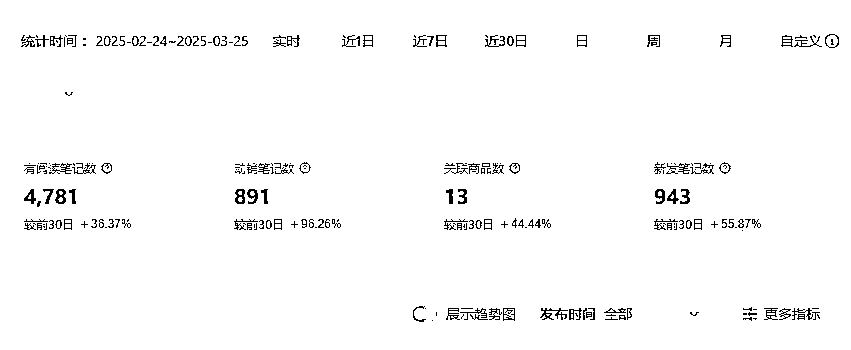 统计时间： 2025-02-24~2025-03-25 实时 近1日 近7日 近30日 日 周 月 自定义
有阅读笔记数 动销笔记数 关联商品数 新发笔记数
4,781 891 13 943
较前30日 +36.37% 较前30日 +96.26% 较前30日 +44.44% 较前30日 +55.87%
展示趋势图 发布时间 全部 更多指标